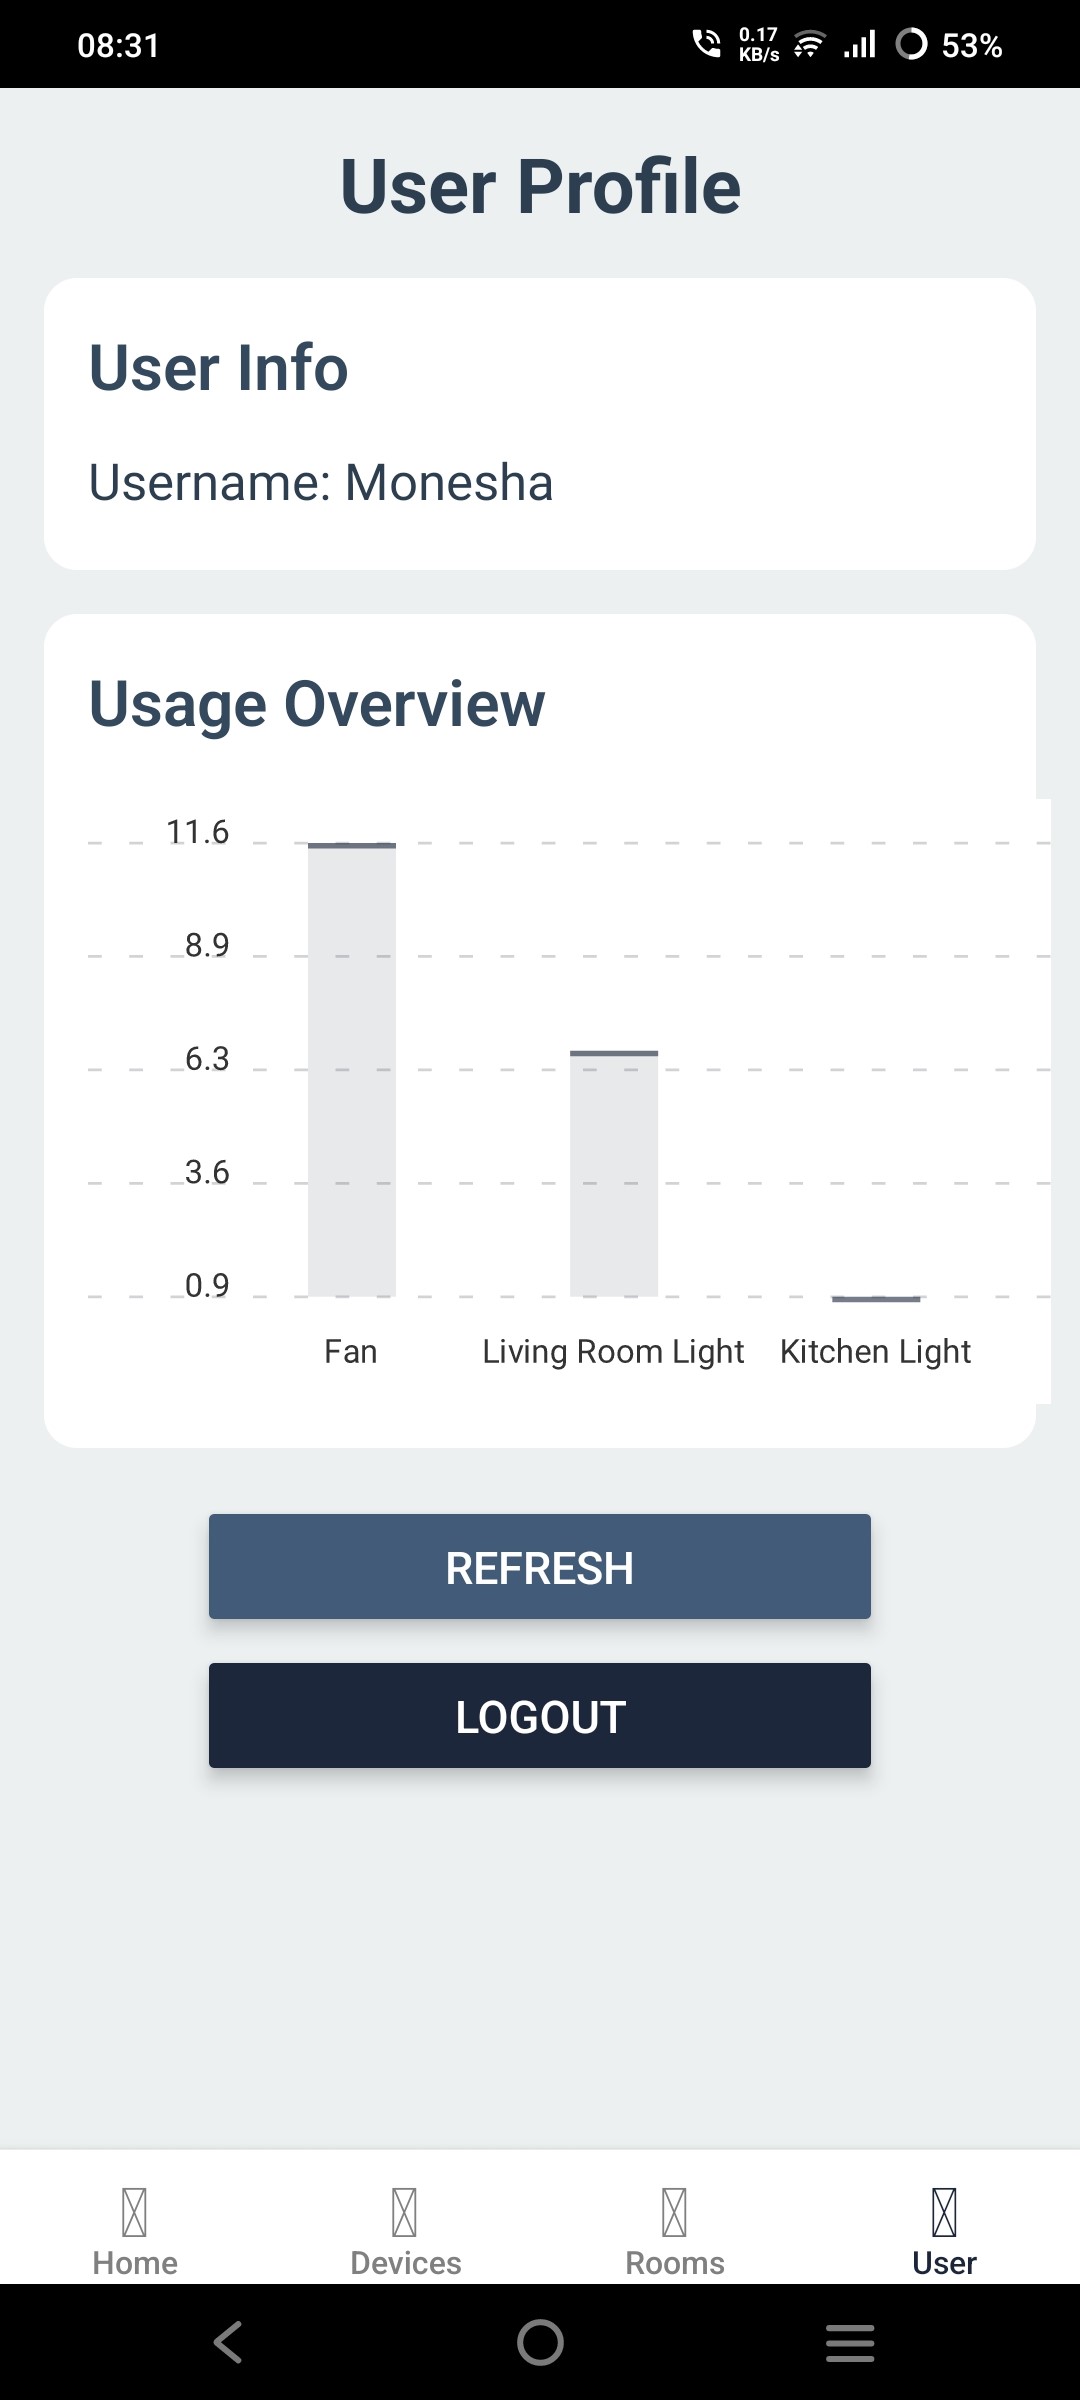 08:31
0.17
KB/s
53%
User Profile
User Info
Username: Monesha
Usage Overview
11.6
8.9
6.3
3.6
0.9
Fan Living Room Light Kitchen Light
REFRESH
LOGOUT
Home Devices Rooms User